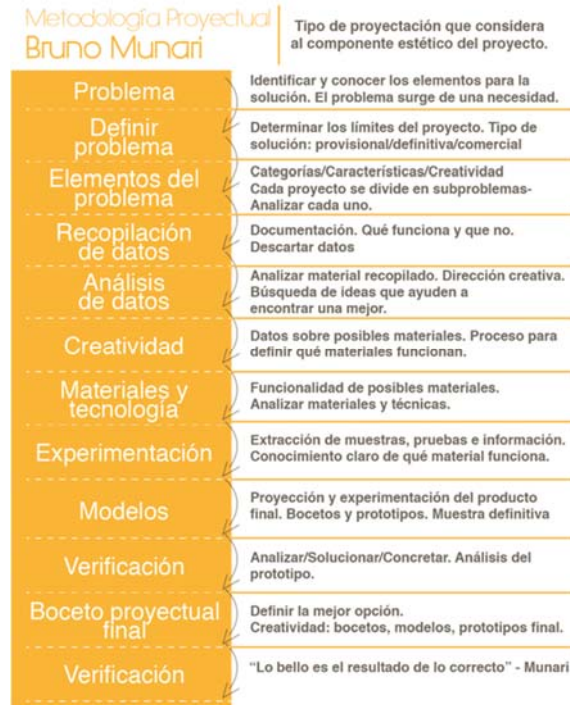 Metodología Proyectual
Bruno Munari
Tipo de proyectación que considera
al componente estético del proyecto.
Problema
Identificar y conocer los elementos para la
solución. El problema surge de una necesidad.
Definir
problema
Determinar los límites del proyecto. Tipo de
solución: provisional/definitiva/comercial
Elementos del
problema
Categorías/Características/Creatividad
Cada proyecto se divide en subproblemas-
Analizar cada uno.
Recopilación
de datos
Documentación. Qué funciona y que no.
Descartar datos
Análisis
de datos
Analizar material recopilado. Dirección creativa.
Búsqueda de ideas que ayuden a
encontrar una mejor.
Creatividad
Datos sobre posibles materiales. Proceso para
definir qué materiales funcionan.
Materiales y
tecnología
Funcionalidad de posibles materiales.
Analizar materiales y técnicas.
Experimentación
Extracción de muestras, pruebas e información.
Conocimiento claro de qué material funciona.
Modelos
Proyección y experimentación del producto
final. Bocetos y prototipos. Muestra definitiva
Verificación
Analizar/Solucionar/Concretar. Análisis del
prototipo.
Boceto proyectual
final
Definir la mejor opción.
Creatividad: bocetos, modelos, prototipos final.
Verificación
“Lo bello es el resultado de lo correcto” - Munari